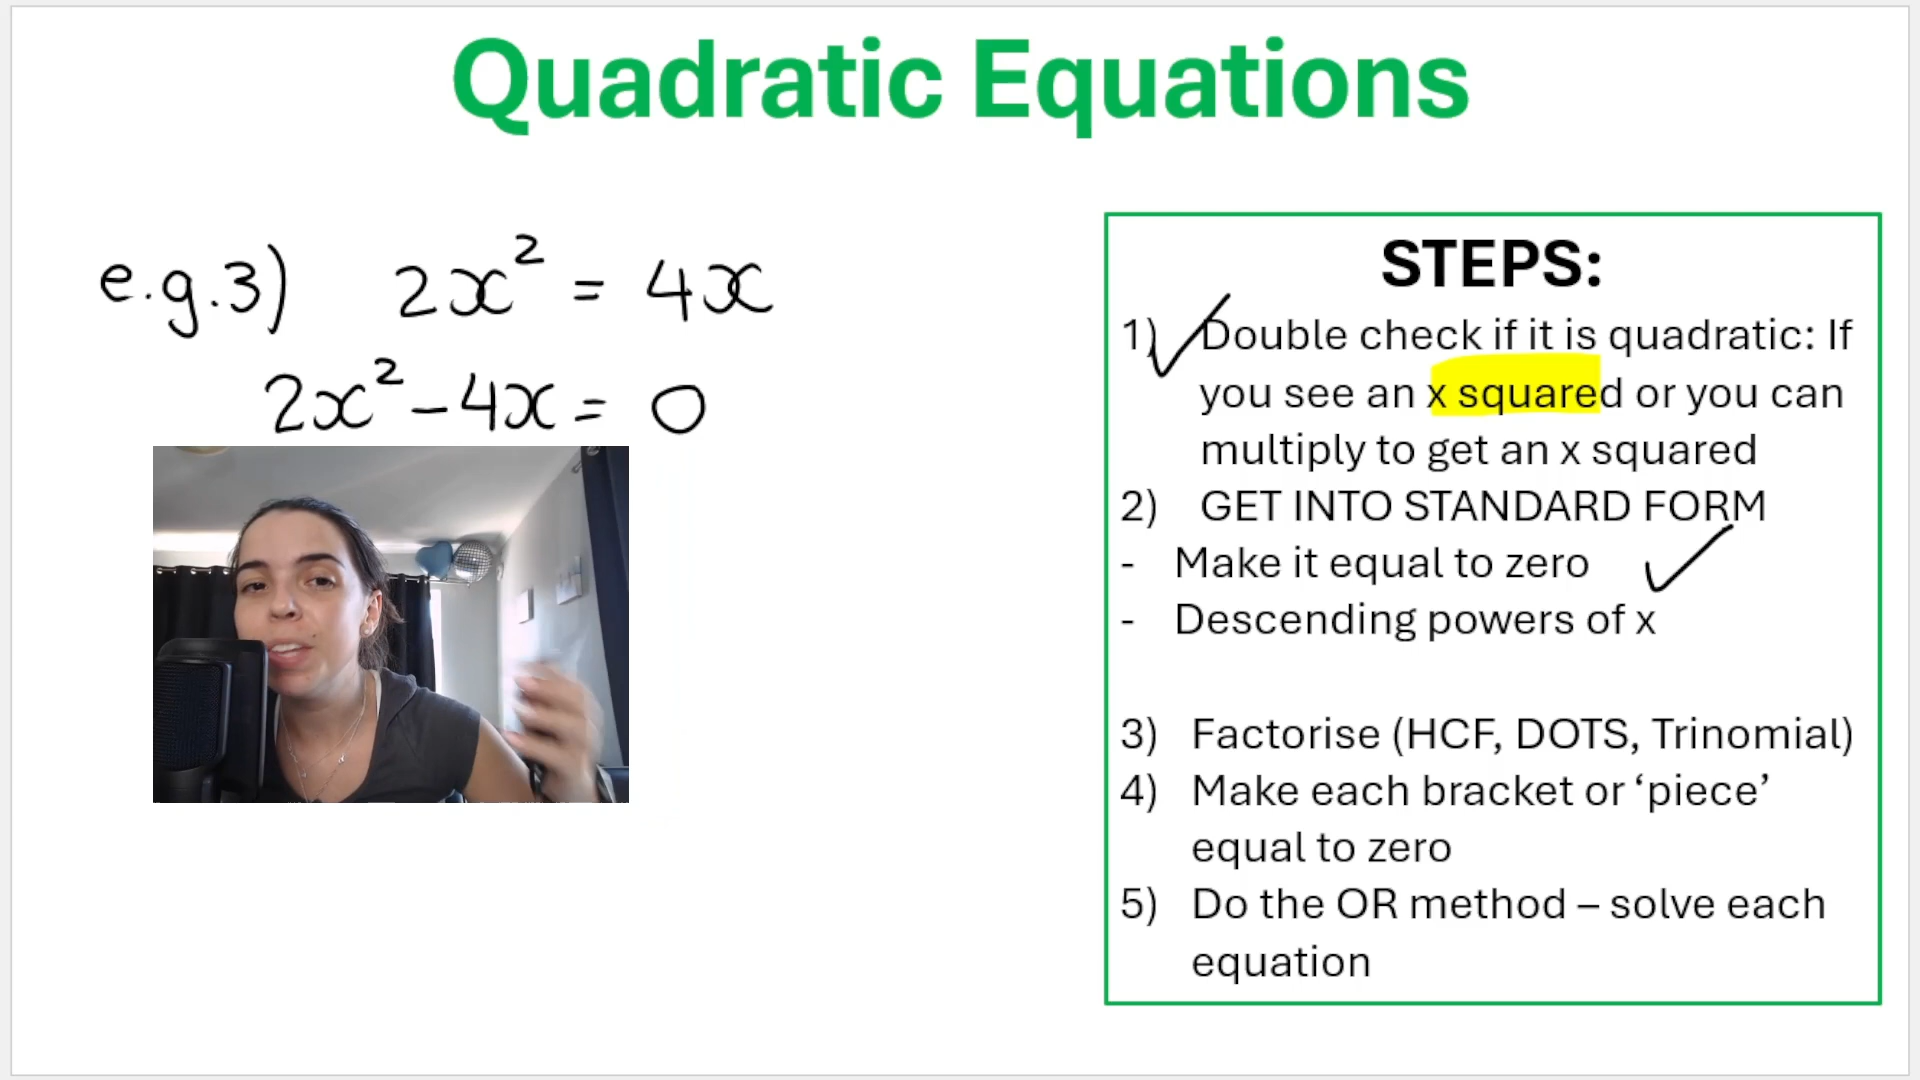 Quadratic Equations
e.g.3) 2x² = 4x
2x² - 4x = 0
STEPS:
1) Double check if it is quadratic: If
you see an x squared or you can
multiply to get an x squared
2) GET INTO STANDARD FORM
- Make it equal to zero
- Descending powers of x
3) Factorise (HCF, DOTS, Trinomial)
4) Make each bracket or ‘piece’
equal to zero
5) Do the OR method – solve each
equation